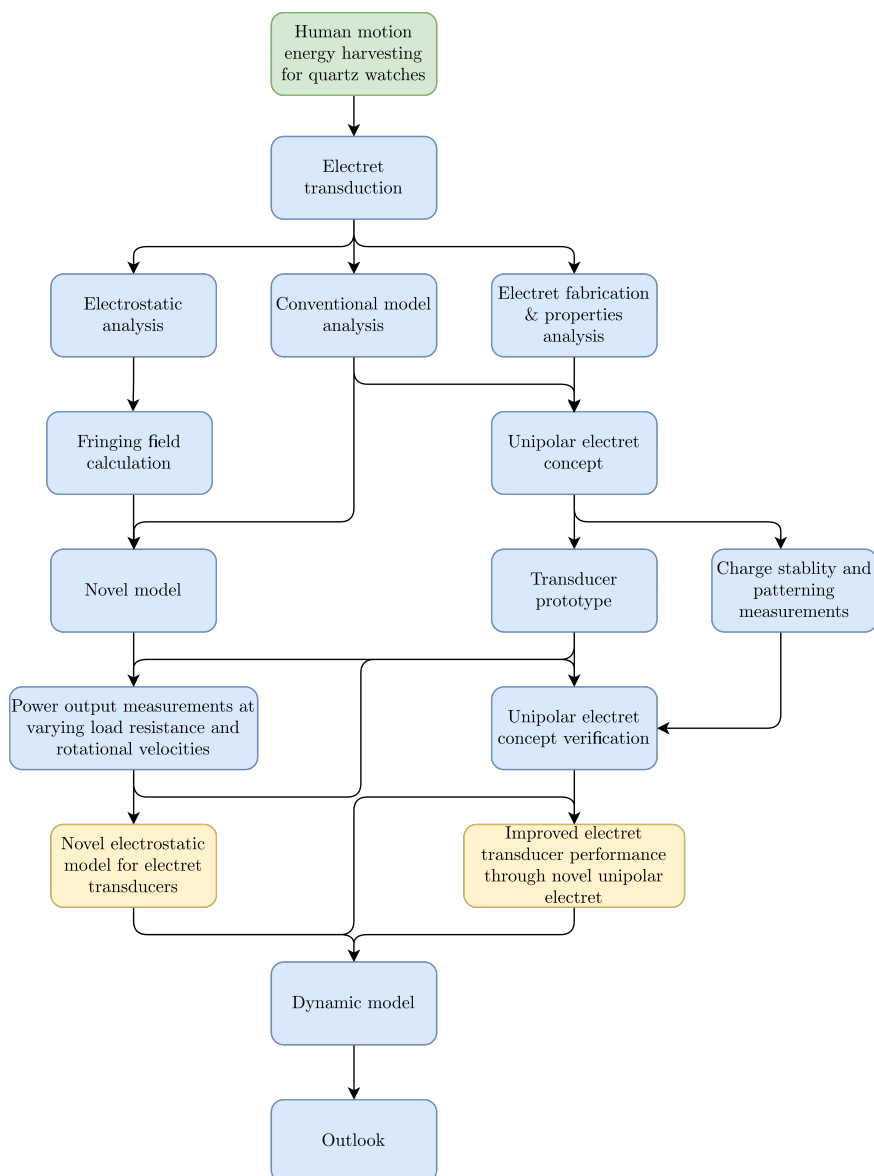 Human motion
energy harvesting
for quartz watches
Electret
transduction
Electrostatic
analysis
Conventional model
analysis
Electret fabrication
& properties
analysis
Fringing field
calculation
Unipolar electret
concept
Novel model
Transducer
prototype
Charge stablity and
patterning
measurements
Power output measurements at
varying load resistance and
rotational velocities
Unipolar electret
concept verification
Novel electrostatic
model for electret
transducers
Improved electret
transducer performance
through novel unipolar
electret
Dynamic model
Outlook